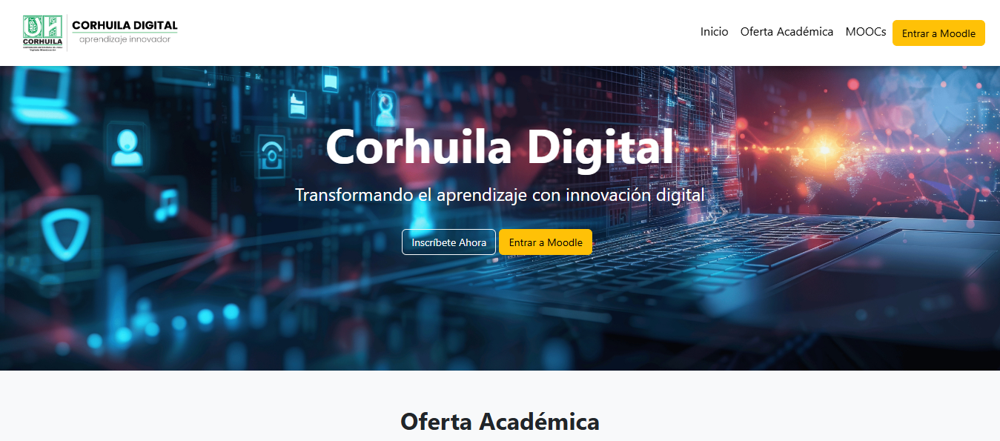 CORHUILA
CORHUILA DIGITAL
aprendizaje innovador
Inicio
Oferta Académica
MOOCs
Entrar a Moodle
Corhuila Digital
Transformando el aprendizaje con innovación digital
Inscríbete Ahora
Entrar a Moodle
Oferta Académica